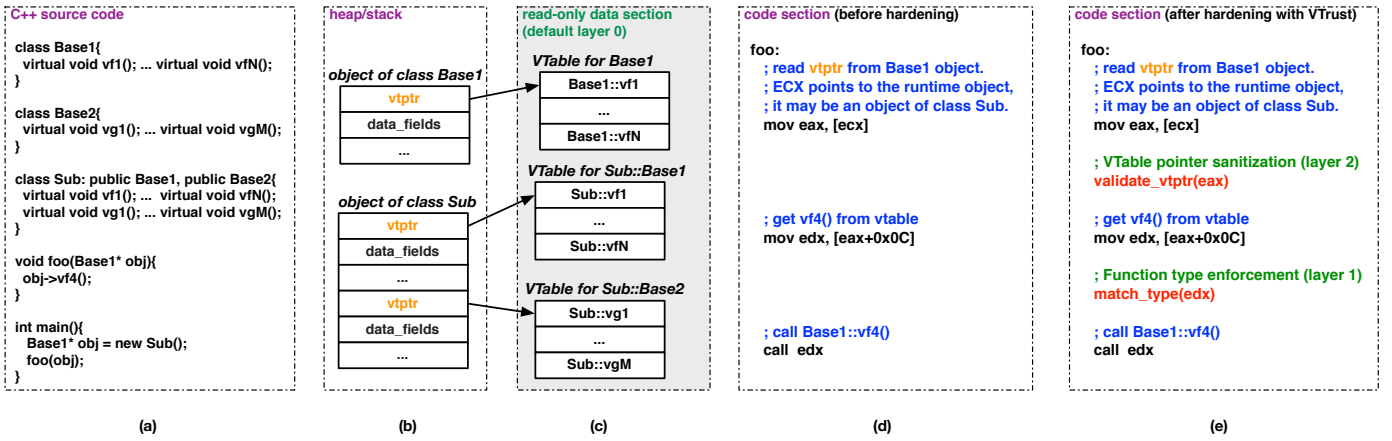 C++ source code
class Base1{
virtual void vf1(); ... virtual void vfN();
}
class Base2{
virtual void vg1(); ... virtual void vgM();
}
class Sub: public Base1, public Base2{
virtual void vf1(); ... virtual void vfN();
virtual void vg1(); ... virtual void vgM();
}
void foo(Base1* obj){
obj->vf4();
}
int main(){
Base1* obj = new Sub();
foo(obj);
}
(a)
heap/stack
object of class Base1
vtptr
data_fields
...
object of class Sub
vtptr
data_fields
...
vtptr
data_fields
...
(b)
read-only data section
(default layer 0)
VTable for Base1
Base1::vf1
...
Base1::vfN
VTable for Sub::Base1
Sub::vf1
...
Sub::vfN
VTable for Sub::Base2
Sub::vg1
...
Sub::vgM
(c)
code section (before hardening)
foo:
; read vtptr from Base1 object.
; ECX points to the runtime object,
; it may be an object of class Sub.
mov eax, [ecx]
; get vf4() from vtable
mov edx, [eax+0x0C]
; call Base1::vf4()
call edx
(d)
code section (after hardening with VTrust)
foo:
; read vtptr from Base1 object.
; ECX points to the runtime object,
; it may be an object of class Sub.
mov eax, [ecx]
; VTable pointer sanitization (layer 2)
validate_vtptr(eax)
; get vf4() from vtable
mov edx, [eax+0x0C]
; Function type enforcement (layer 1)
match_type(edx)
; call Base1::vf4()
call edx
(e)